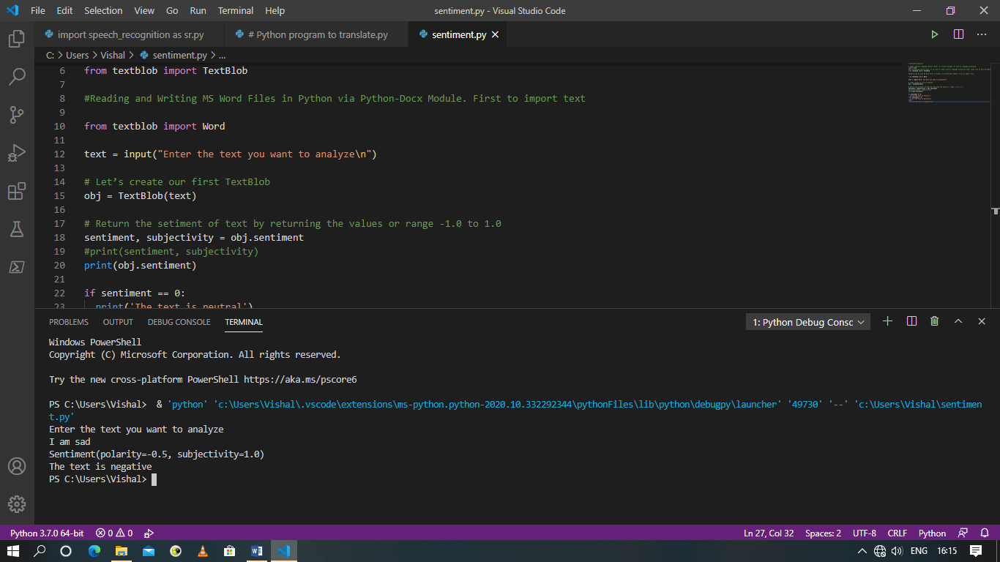 File Edit Selection View Go Run Terminal Help sentiment.py - Visual Studio Code
import speech_recognition as sr.py # Python program to translate.py sentiment.py
C: > Users > Vishal > sentiment.py > ...
6 from textblob import TextBlob
7
8 #Reading and Writing MS Word Files in Python via Python-Docx Module. First to import text
9
10 from textblob import Word
11
12 text = input("Enter the text you want to analyze\n")
13
14 # Let’s create our first TextBlob
15 obj = TextBlob(text)
16
17 # Return the setiment of text by returning the values or range -1.0 to 1.0
18 sentiment, subjectivity = obj.sentiment
19 #print(sentiment, subjectivity)
20 print(obj.sentiment)
21
22 if sentiment == 0:
23 print('The text is neutral')
PROBLEMS OUTPUT DEBUG CONSOLE TERMINAL 1: Python Debug Consc
Windows PowerShell
Copyright (C) Microsoft Corporation. All rights reserved.
Try the new cross-platform PowerShell https://aka.ms/pscore6
PS C:\Users\Vishal>  & 'python' 'c:\Users\Vishal\.vscode\extensions\ms-python.python-2020.10.332292344\pythonFiles\lib\python\debugpy\launcher' '49730' '--' 'c:\Users\Vishal\sentimen
t.py'
Enter the text you want to analyze
I am sad
Sentiment(polarity=-0.5, subjectivity=1.0)
The text is negative
PS C:\Users\Vishal>
Python 3.7.0 64-bit 0 0 Ln 27, Col 32 Spaces: 2 UTF-8 CRLF Python
ENG 16:15